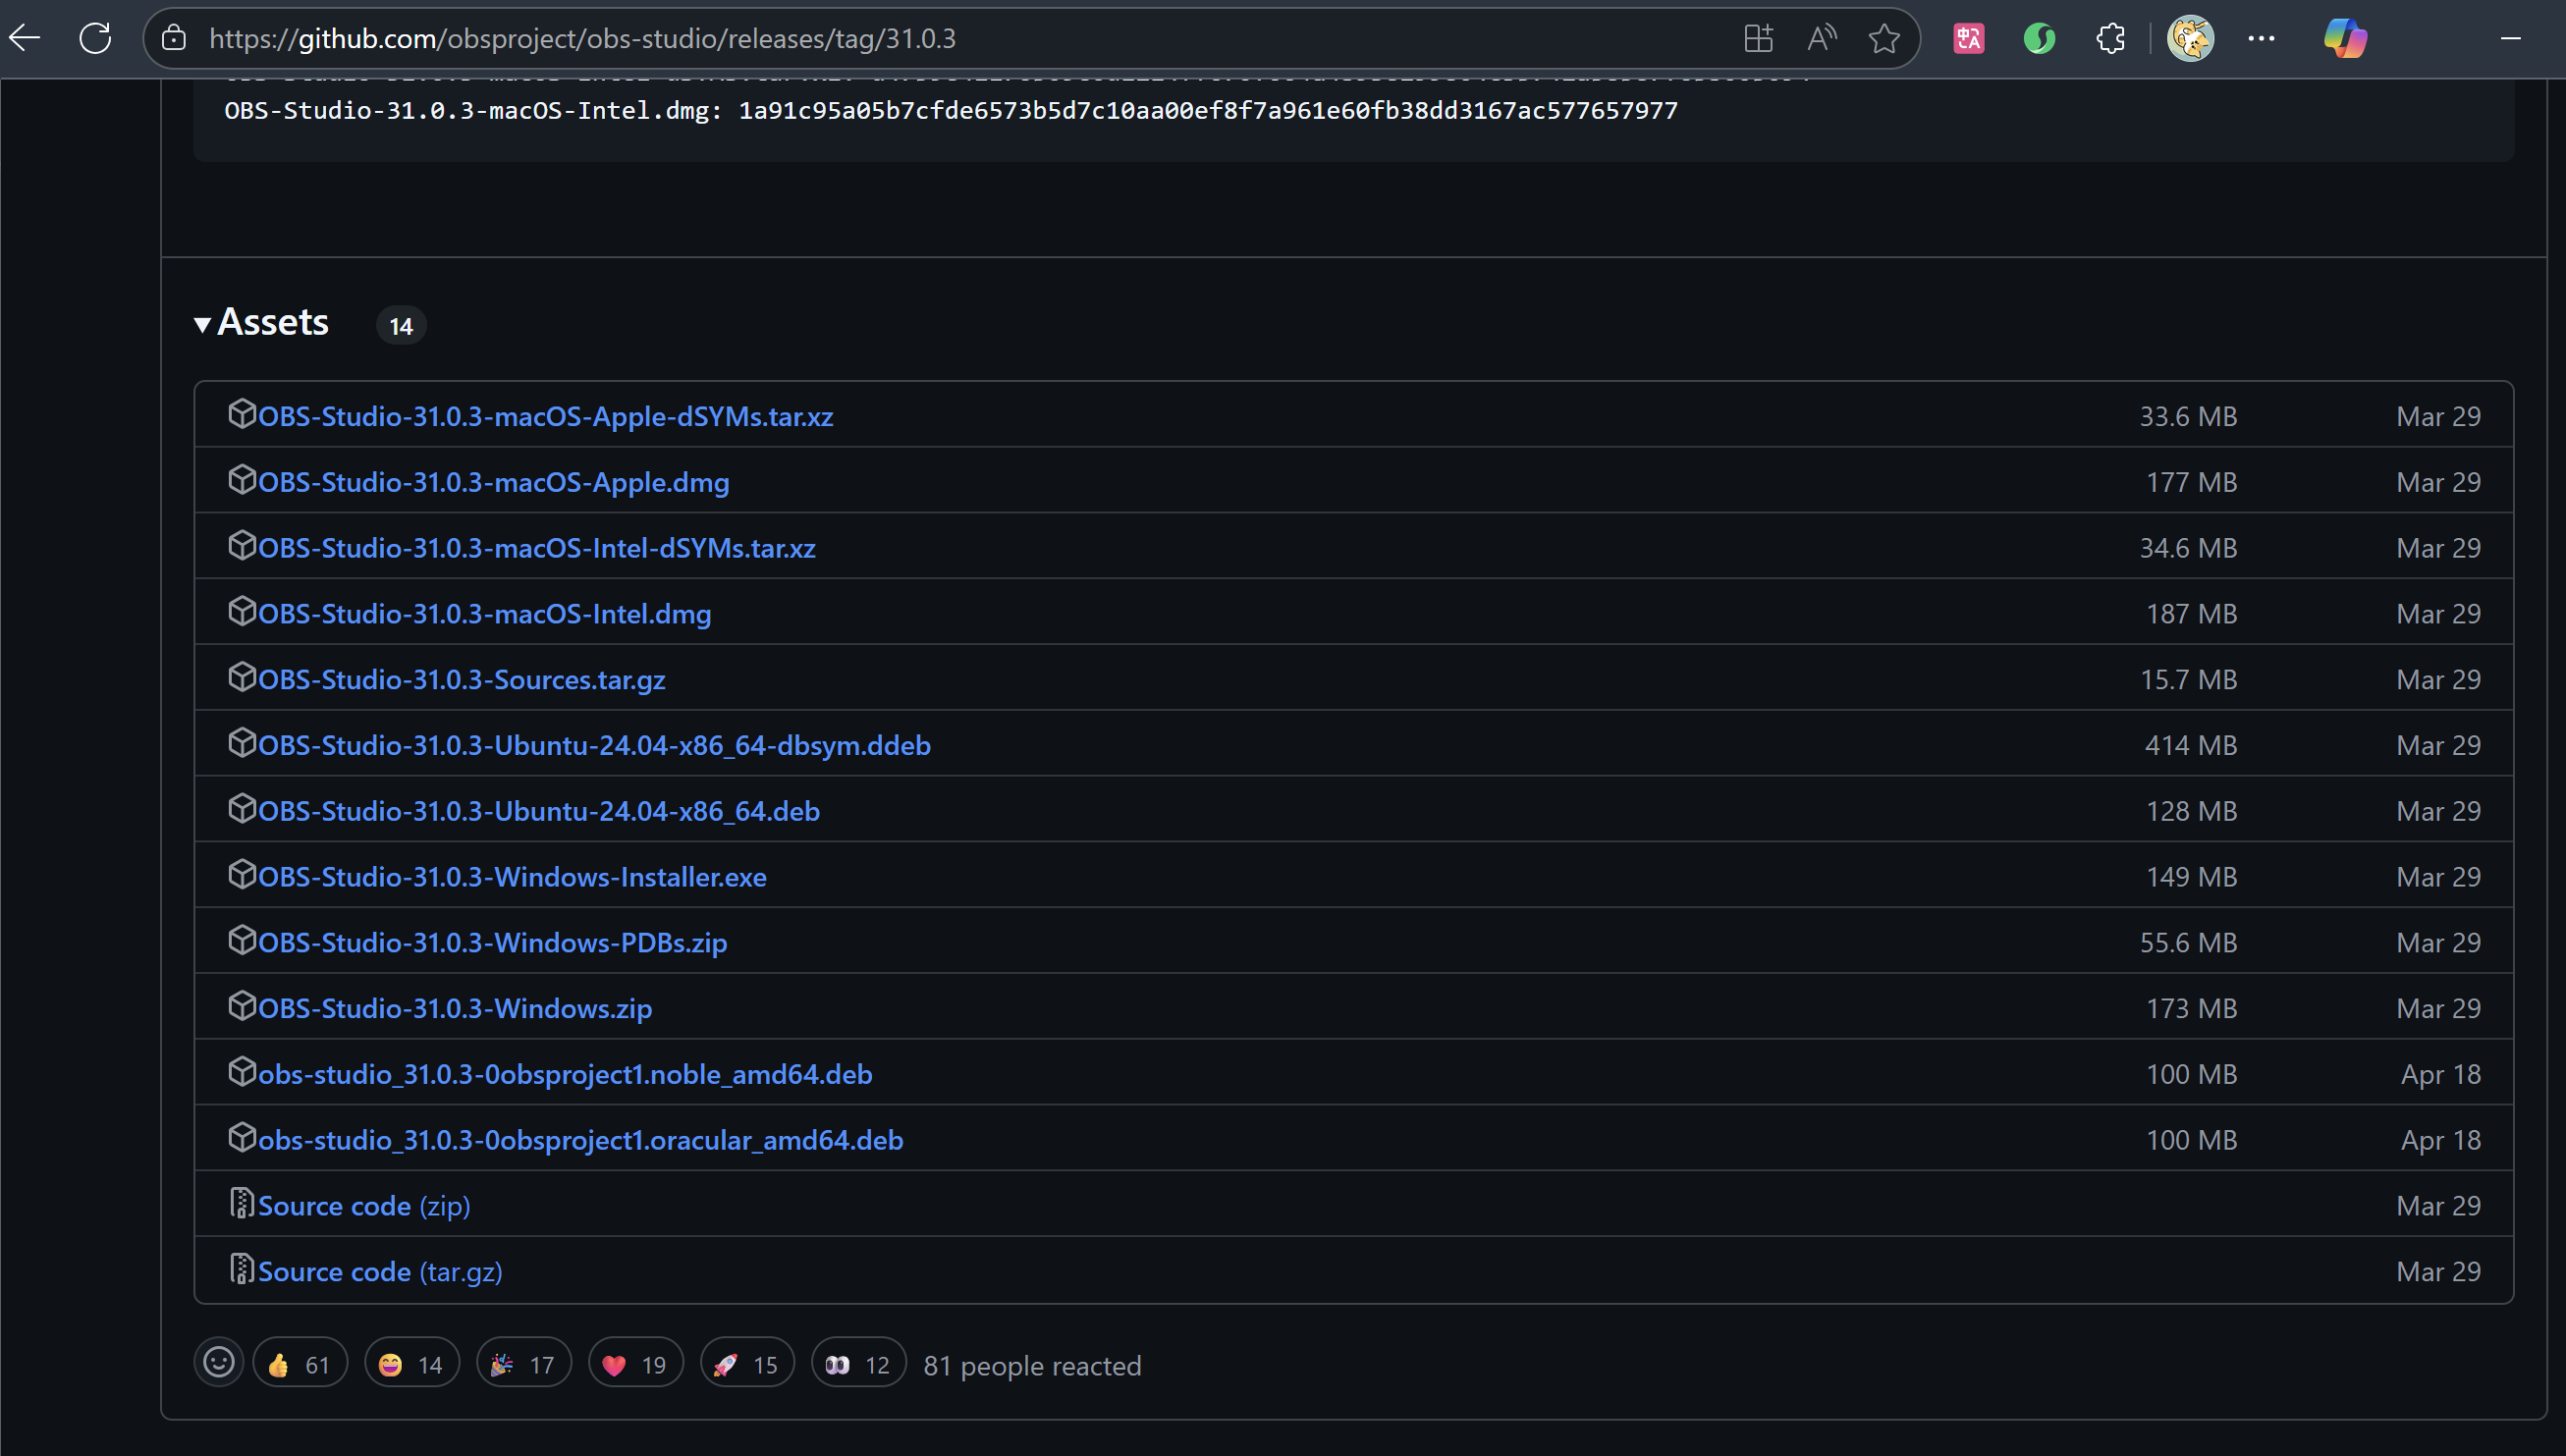 https://github.com/obsproject/obs-studio/releases/tag/31.0.3
OBS-Studio-31.0.3-macOS-Intel.dmg: 1a91c95a05b7cfde6573b5d7c10aa00ef8f7a961e60fb38dd3167ac577657977
Assets 14
OBS-Studio-31.0.3-macOS-Apple-dSYMs.tar.xz 33.6 MB Mar 29
OBS-Studio-31.0.3-macOS-Apple.dmg 177 MB Mar 29
OBS-Studio-31.0.3-macOS-Intel-dSYMs.tar.xz 34.6 MB Mar 29
OBS-Studio-31.0.3-macOS-Intel.dmg 187 MB Mar 29
OBS-Studio-31.0.3-Sources.tar.gz 15.7 MB Mar 29
OBS-Studio-31.0.3-Ubuntu-24.04-x86_64-dbsym.ddeb 414 MB Mar 29
OBS-Studio-31.0.3-Ubuntu-24.04-x86_64.deb 128 MB Mar 29
OBS-Studio-31.0.3-Windows-Installer.exe 149 MB Mar 29
OBS-Studio-31.0.3-Windows-PDBs.zip 55.6 MB Mar 29
OBS-Studio-31.0.3-Windows.zip 173 MB Mar 29
obs-studio_31.0.3-0obsproject1.noble_amd64.deb 100 MB Apr 18
obs-studio_31.0.3-0obsproject1.oracular_amd64.deb 100 MB Apr 18
Source code (zip) Mar 29
Source code (tar.gz) Mar 29
👍 61 😄 14 🎉 17 ❤️ 19 🚀 15 👀 12 81 people reacted